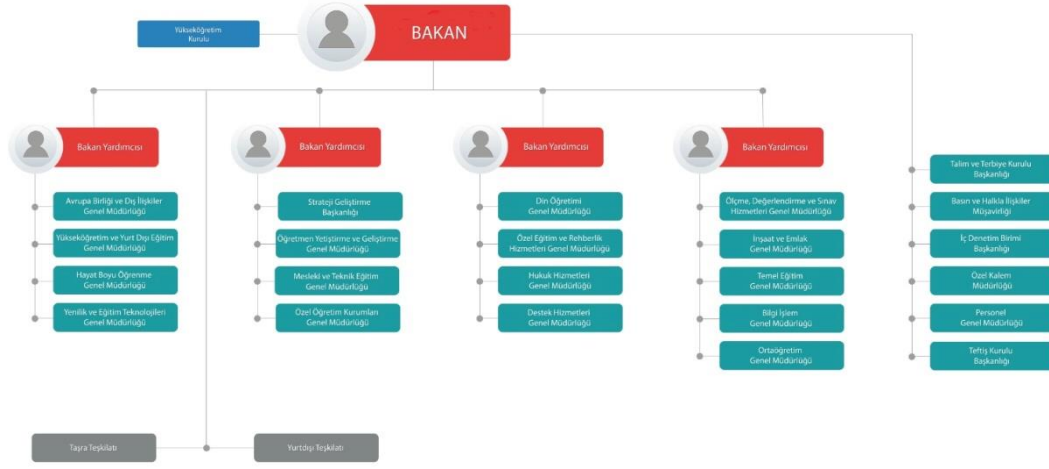 Yükseköğretim
Kurulu
BAKAN
Bakan Yardımcısı
Avrupa Birliği ve Dış İlişkiler
Genel Müdürlüğü
Yükseköğretim ve Yurt Dışı Eğitim
Genel Müdürlüğü
Hayat Boyu Öğrenme
Genel Müdürlüğü
Yenilik ve Eğitim Teknolojileri
Genel Müdürlüğü
Bakan Yardımcısı
Strateji Geliştirme
Başkanlığı
Öğretmen Yetiştirme ve Geliştirme
Genel Müdürlüğü
Mesleki ve Teknik Eğitim
Genel Müdürlüğü
Özel Öğretim Kurumları
Genel Müdürlüğü
Bakan Yardımcısı
Din Öğretimi
Genel Müdürlüğü
Özel Eğitim ve Rehberlik
Hizmetleri Genel Müdürlüğü
Hukuk Hizmetleri
Genel Müdürlüğü
Destek Hizmetleri
Genel Müdürlüğü
Bakan Yardımcısı
Ölçme, Değerlendirme ve Sınav
Hizmetleri Genel Müdürlüğü
İnşaat ve Emlak
Genel Müdürlüğü
Temel Eğitim
Genel Müdürlüğü
Bilgi İşlem
Genel Müdürlüğü
Ortaöğretim
Genel Müdürlüğü
Talim ve Terbiye Kurulu
Başkanlığı
Basın ve Halkla İlişkiler
Müşavirliği
İç Denetim Birimi
Başkanlığı
Özel Kalem
Müdürlüğü
Personel
Genel Müdürlüğü
Teftiş Kurulu
Başkanlığı
Taşra Teşkilatı
Yurtdışı Teşkilatı